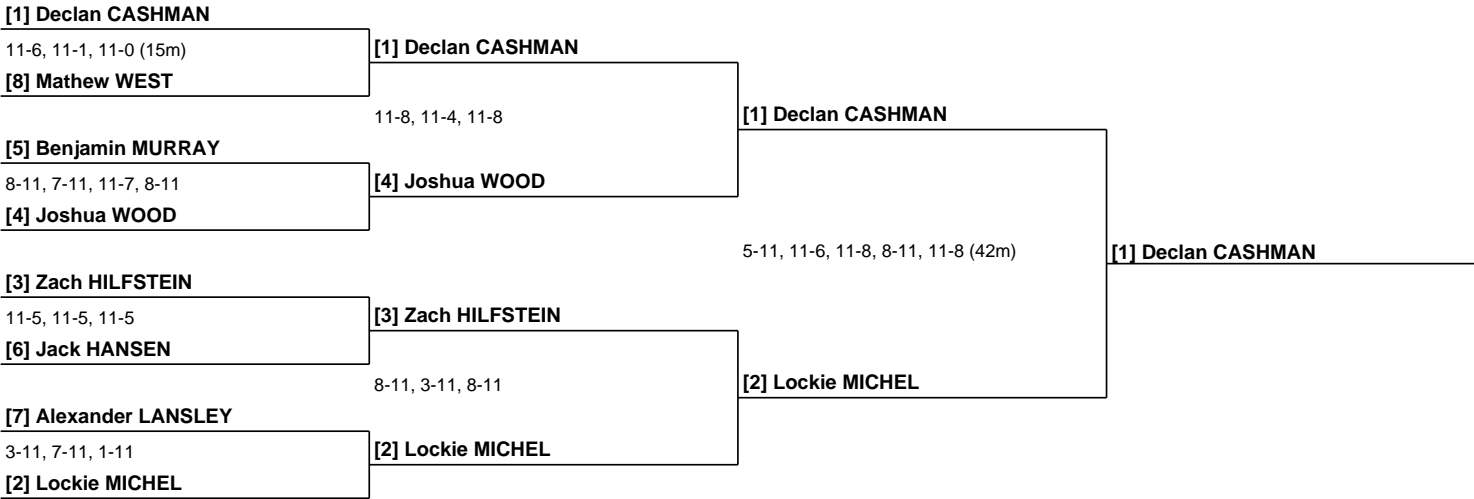 [1] Declan CASHMAN
11-6, 11-1, 11-0 (15m)
[8] Mathew WEST
[5] Benjamin MURRAY
8-11, 7-11, 11-7, 8-11
[4] Joshua WOOD
[3] Zach HILFSTEIN
11-5, 11-5, 11-5
[6] Jack HANSEN
[7] Alexander LANSLEY
3-11, 7-11, 1-11
[2] Lockie MICHEL
[1] Declan CASHMAN
11-8, 11-4, 11-8
[4] Joshua WOOD
[3] Zach HILFSTEIN
8-11, 3-11, 8-11
[2] Lockie MICHEL
[1] Declan CASHMAN
5-11, 11-6, 11-8, 8-11, 11-8 (42m)
[2] Lockie MICHEL
[1] Declan CASHMAN